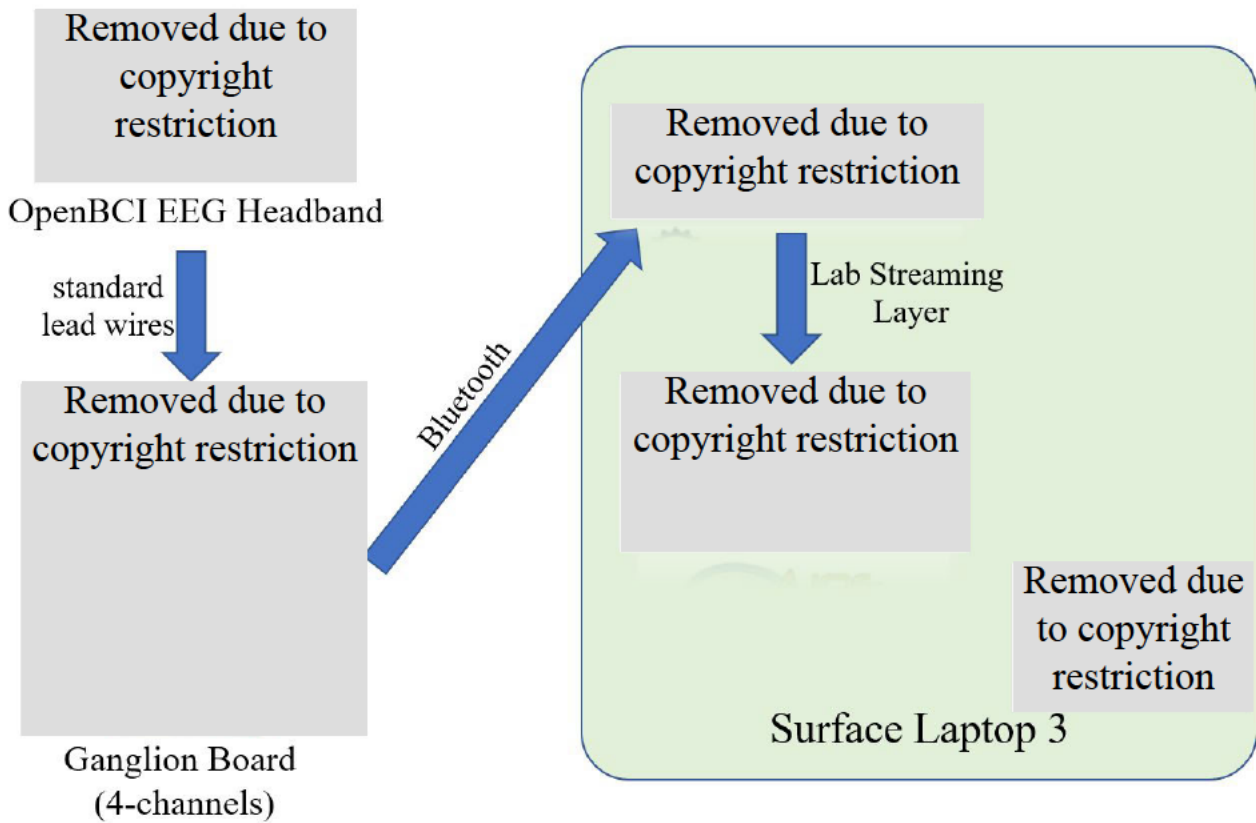 Removed due to
copyright
restriction
OpenBCI EEG Headband
standard
lead wires
Removed due to
copyright restriction
Ganglion Board
(4-channels)
Bluetooth
Removed due to
copyright restriction
Lab Streaming
Layer
Removed due to
copyright restriction
Removed due
to copyright
restriction
Surface Laptop 3